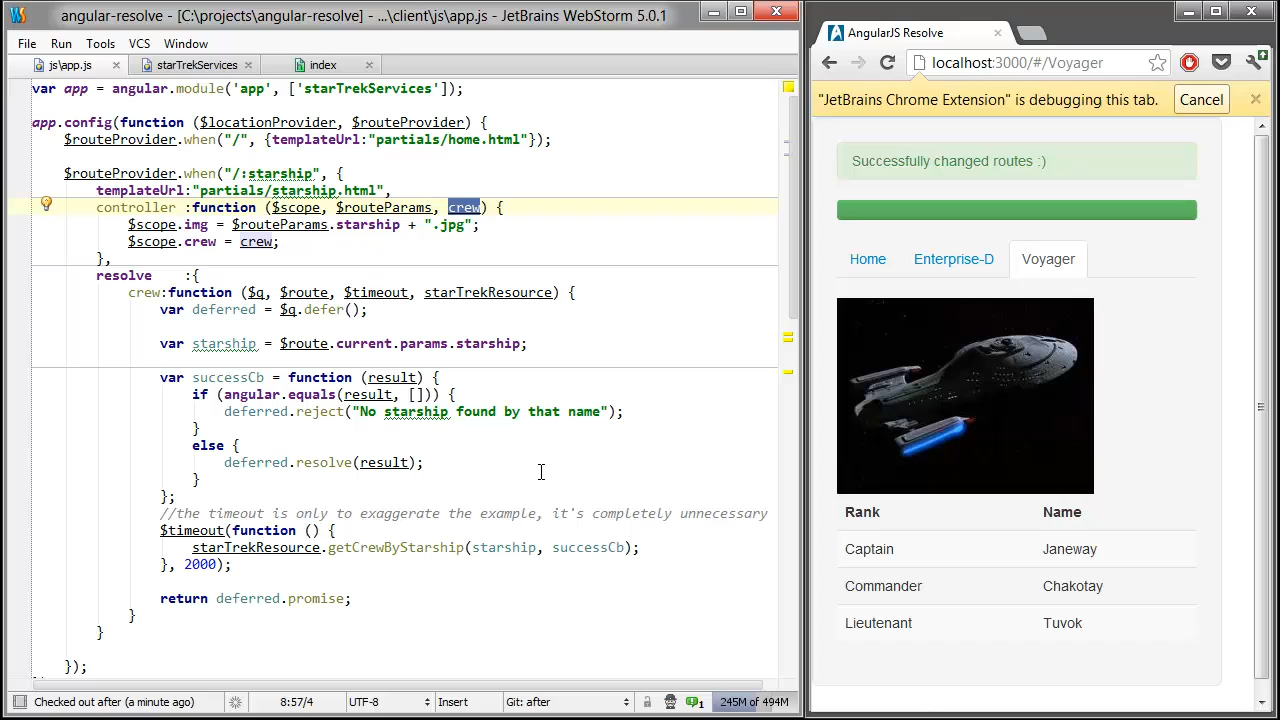 angular-resolve - [C:\projects\angular-resolve] - ...\client\js\app.js - JetBrains WebStorm 5.0.1
File Run Tools VCS Window
js\app.js starTrekServices index
var app = angular.module('app', ['starTrekServices']);
app.config(function ($locationProvider, $routeProvider) {
$routeProvider.when("/", {templateUrl:"partials/home.html"});
$routeProvider.when("/:starship", {
templateUrl:"partials/starship.html",
controller :function ($scope, $routeParams, crew) {
$scope.img = $routeParams.starship + ".jpg";
$scope.crew = crew;
},
resolve :{
crew:function ($q, $route, $timeout, starTrekResource) {
var deferred = $q.defer();
var starship = $route.current.params.starship;
var successCb = function (result) {
if (angular.equals(result, [])) {
deferred.reject("No starship found by that name");
}
else {
deferred.resolve(result);
}
};
//the timeout is only to exaggerate the example, it's completely unnecessary
$timeout(function () {
starTrekResource.getCrewByStarship(starship, successCb);
}, 2000);
return deferred.promise;
}
}
});
Checked out after (a minute ago) 8:57/4 UTF-8 Insert Git: after 1 245M of 494M
AngularJS Resolve
localhost:3000/#/Voyager
"JetBrains Chrome Extension" is debugging this tab. Cancel
Successfully changed routes :)
Home Enterprise-D Voyager
Rank Name
Captain Janeway
Commander Chakotay
Lieutenant Tuvok